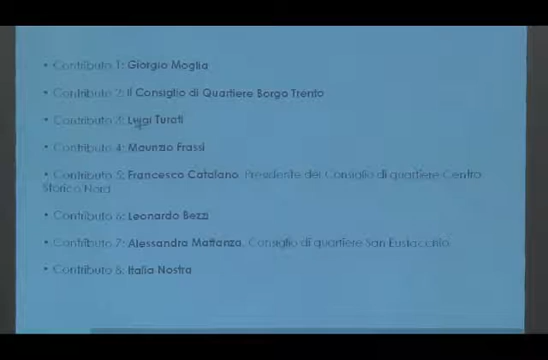 • Contributo 1: Giorgio Moglia
• Contributo 2: Il Consiglio di Quartiere Borgo Trento
• Contributo 3: Luigi Turati
• Contributo 4: Maurizio Frassi
• Contributo 5: Francesco Catalano, Presidente del Consiglio di quartiere Centro
Storico Nord
• Contributo 6: Leonardo Bezzi
• Contributo 7: Alessandra Mattanza, Consiglio di quartiere San Eustacchio
• Contributo 8: Italia Nostra